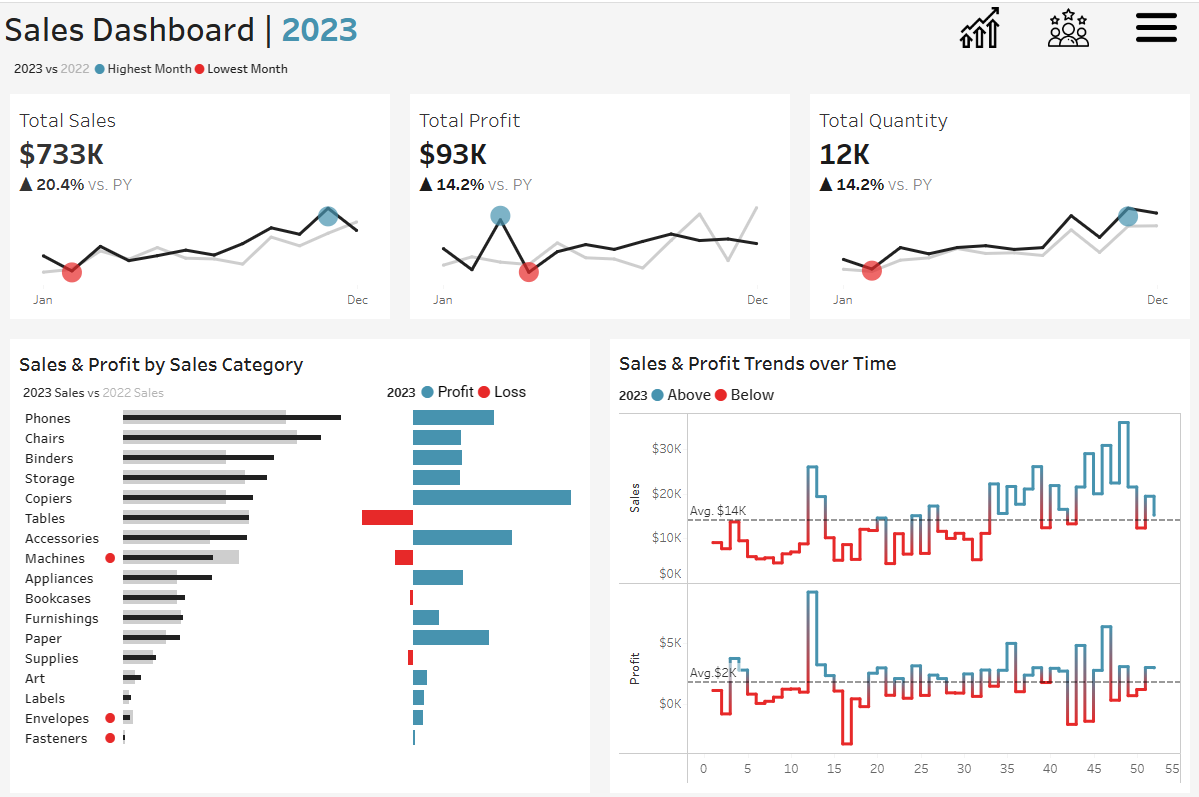 Sales Dashboard | 2023
2023 vs 2022 Highest Month Lowest Month
Total Sales
$733K
▲ 20.4% vs. PY
Jan Dec
Total Profit
$93K
▲ 14.2% vs. PY
Jan Dec
Total Quantity
12K
▲ 14.2% vs. PY
Jan Dec
Sales & Profit by Sales Category
2023 Sales vs 2022 Sales
2023 Profit Loss
Phones
Chairs
Binders
Storage
Copiers
Tables
Accessories
Machines
Appliances
Bookcases
Furnishings
Paper
Supplies
Art
Labels
Envelopes
Fasteners
Sales & Profit Trends over Time
2023 Above Below
Sales
$30K
$20K
Avg. $14K
$10K
$0K
Profit
$5K
Avg.$2K
$0K
0 5 10 15 20 25 30 35 40 45 50 55